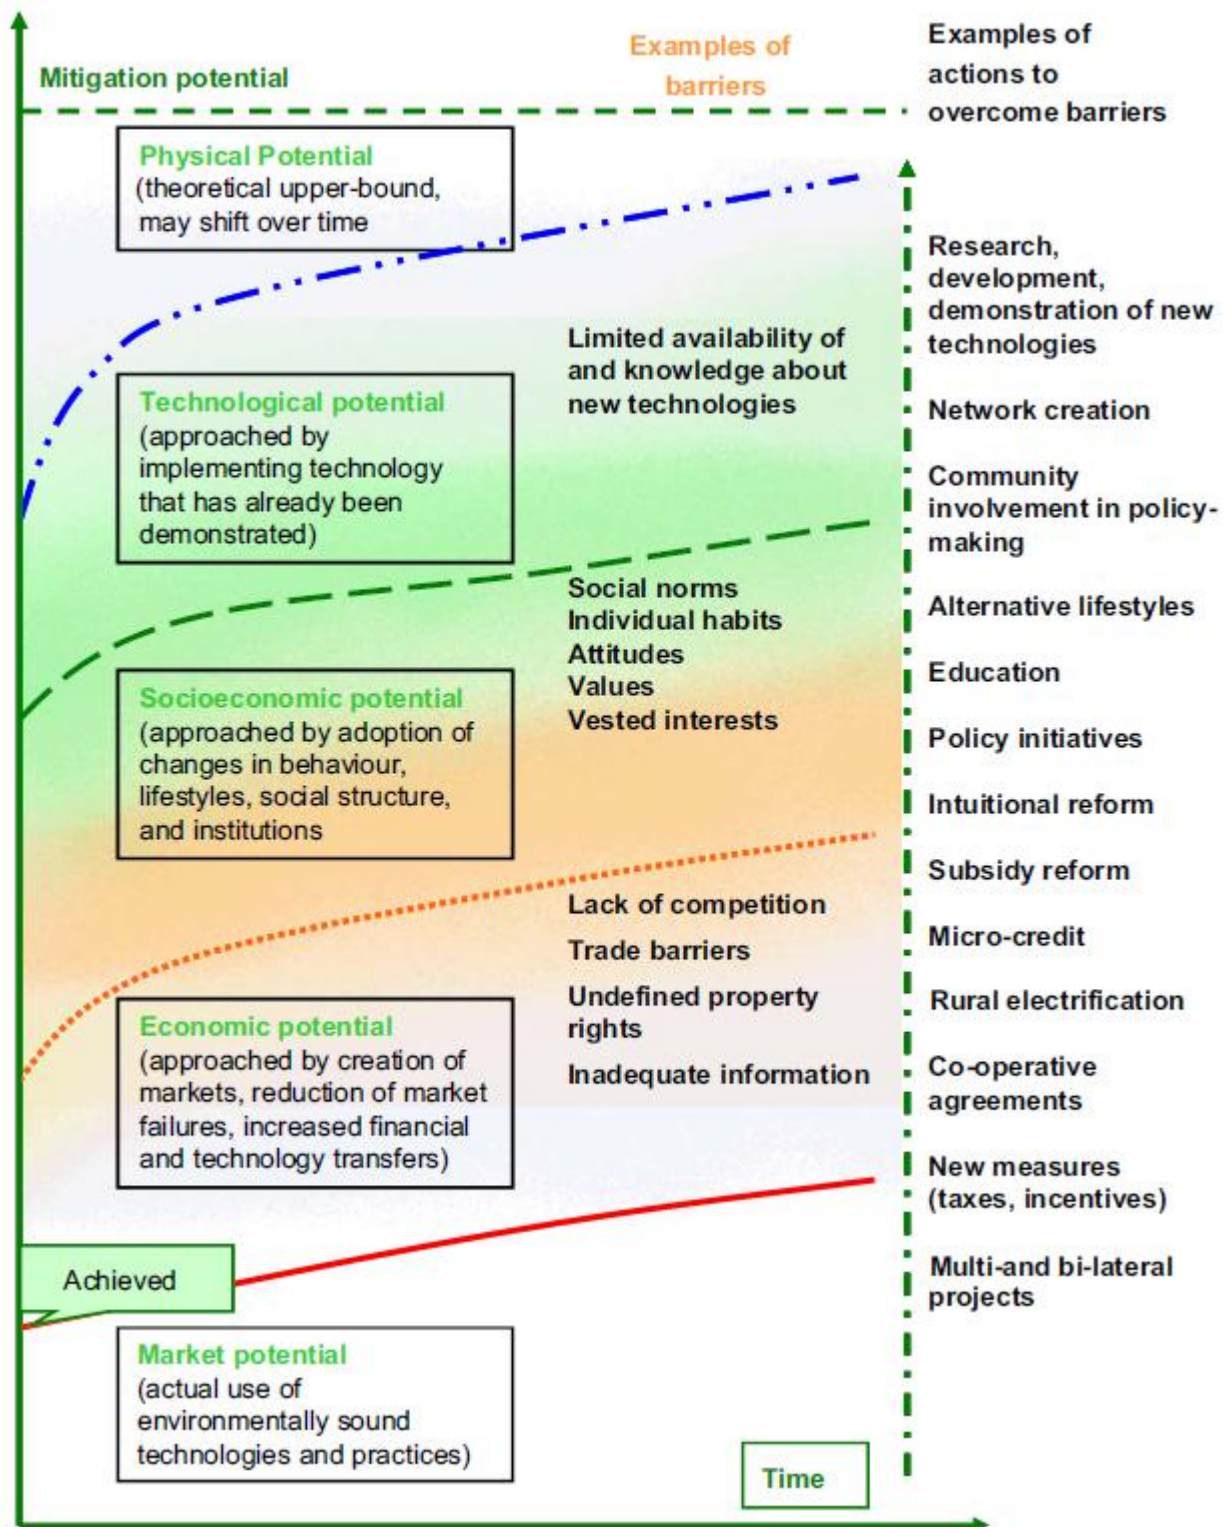 Mitigation potential
Examples of
barriers
Examples of
actions to
overcome barriers
Physical Potential
(theoretical upper-bound,
may shift over time
Technological potential
(approached by
implementing technology
that has already been
demonstrated)
Socioeconomic potential
(approached by adoption of
changes in behaviour,
lifestyles, social structure,
and institutions
Economic potential
(approached by creation of
markets, reduction of market
failures, increased financial
and technology transfers)
Achieved
Market potential
(actual use of
environmentally sound
technologies and practices)
Limited availability of
and knowledge about
new technologies
Social norms
Individual habits
Attitudes
Values
Vested interests
Lack of competition
Trade barriers
Undefined property
rights
Inadequate information
Time
Research,
development,
demonstration of new
technologies
Network creation
Community
involvement in policy-
making
Alternative lifestyles
Education
Policy initiatives
Intuitional reform
Subsidy reform
Micro-credit
Rural electrification
Co-operative
agreements
New measures
(taxes, incentives)
Multi-and bi-lateral
projects